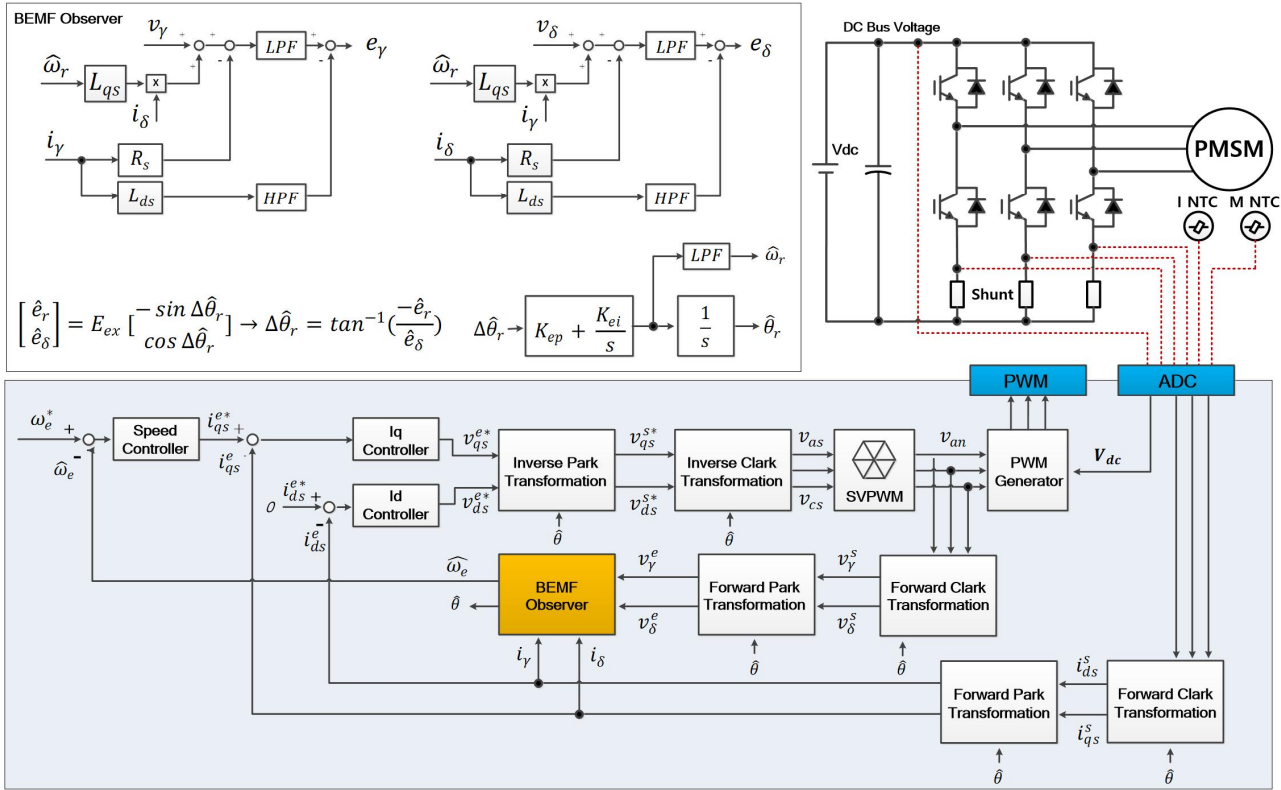 BEMF Observer
v_γ
+
+
+
-
LPF
+
-
e_γ
ω̂_r
L_qs
x
i_δ
i_γ
R_s
L_ds
HPF
v_δ
+
+
+
-
LPF
+
-
e_δ
ω̂_r
L_qs
x
i_γ
i_δ
R_s
L_ds
HPF
[ê_r ê_δ] = E_ex [− sin Δθ̂_r cos Δθ̂_r] → Δθ̂_r = tan⁻¹(−ê_r / ê_δ)
Δθ̂_r
K_ep + K_ei / s
LPF
ω̂_r
1 / s
θ̂_r
DC Bus Voltage
Vdc
PMSM
I NTC
M NTC
Shunt
PWM
ADC
ω_e^*
+
-
ω̂_e
Speed
Controller
i_qs^e*
+
-
i_qs^e
Iq
Controller
v_qs^e*
0
i_ds^e*
+
-
i_ds^e
Id
Controller
v_ds^e*
Inverse Park
Transformation
θ̂
v_qs^s*
v_ds^s*
Inverse Clark
Transformation
θ̂
v_as
v_cs
SVPWM
v_an
PWM
Generator
V_dc
ω̂_e
θ̂
BEMF
Observer
v_γ^e
v_δ^e
Forward Park
Transformation
θ̂
v_γ^s
v_δ^s
Forward Clark
Transformation
θ̂
i_γ
i_δ
Forward Park
Transformation
θ̂
i_ds^s
i_qs^s
Forward Clark
Transformation
θ̂